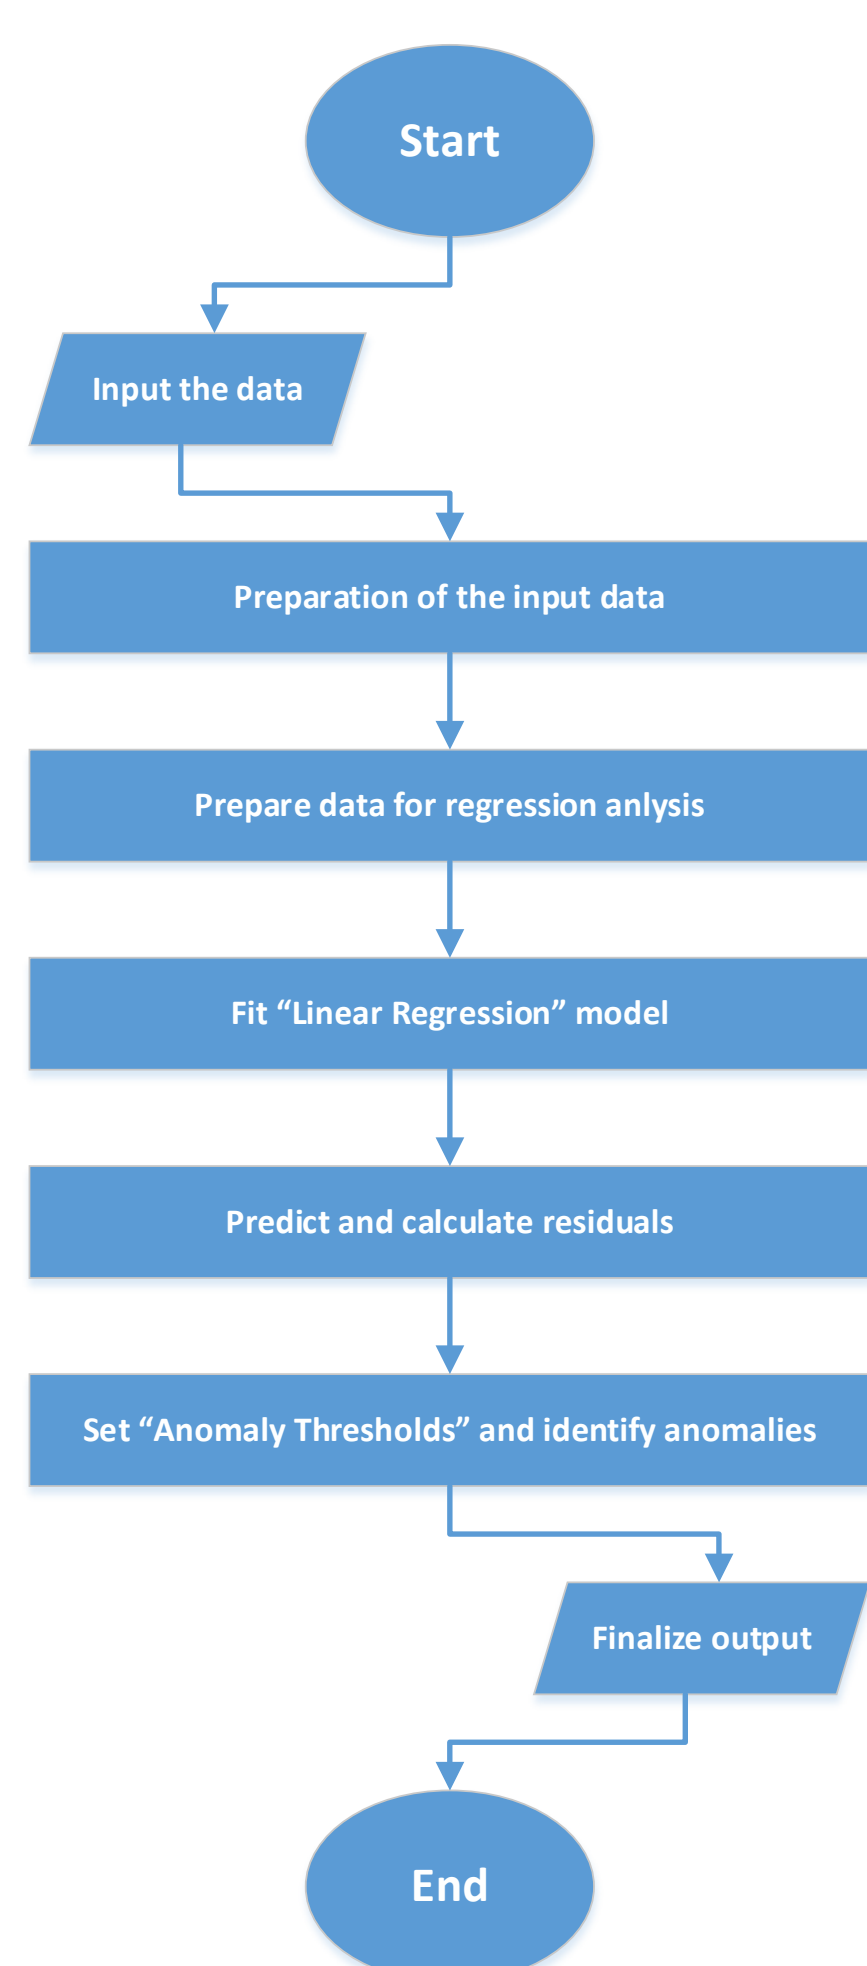 Start
Input the data
Preparation of the input data
Prepare data for regression anlysis
Fit “Linear Regression” model
Predict and calculate residuals
Set “Anomaly Thresholds” and identify anomalies
Finalize output
End